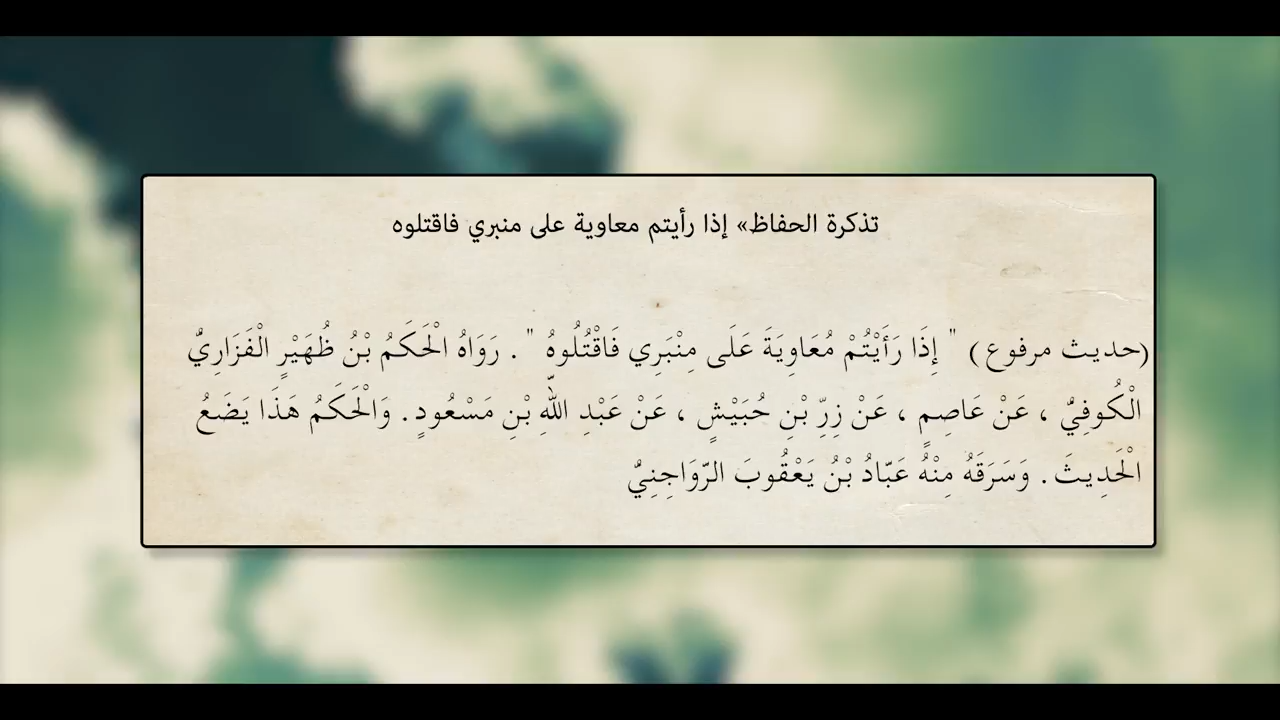 تذكرة الحفاظ» إذا رأيتم معاوية على منبري فاقتلوه
(حديث مرفوع) " إِذَا رَأَيْتُمْ مُعَاوِيَةَ عَلَى مِنْبَرِي فَاقْتُلُوهُ " . رَوَاهُ الْحَكَمُ بْنُ ظُهَيْرٍ الْفَزَارِيُّ
الْكُوفِيُّ ، عَنْ عَاصِمٍ ، عَنْ زِرِّ بْنِ حُبَيْشٍ ، عَنْ عَبْدِ اللَّهِ بْنِ مَسْعُودٍ . وَالْحَكَمُ هَذَا يَضَعُ
الْحَدِيثَ . وَسَرَقَهُ مِنْهُ عَبَّادُ بْنُ يَعْقُوبَ الرَّوَاجِنِيُّ